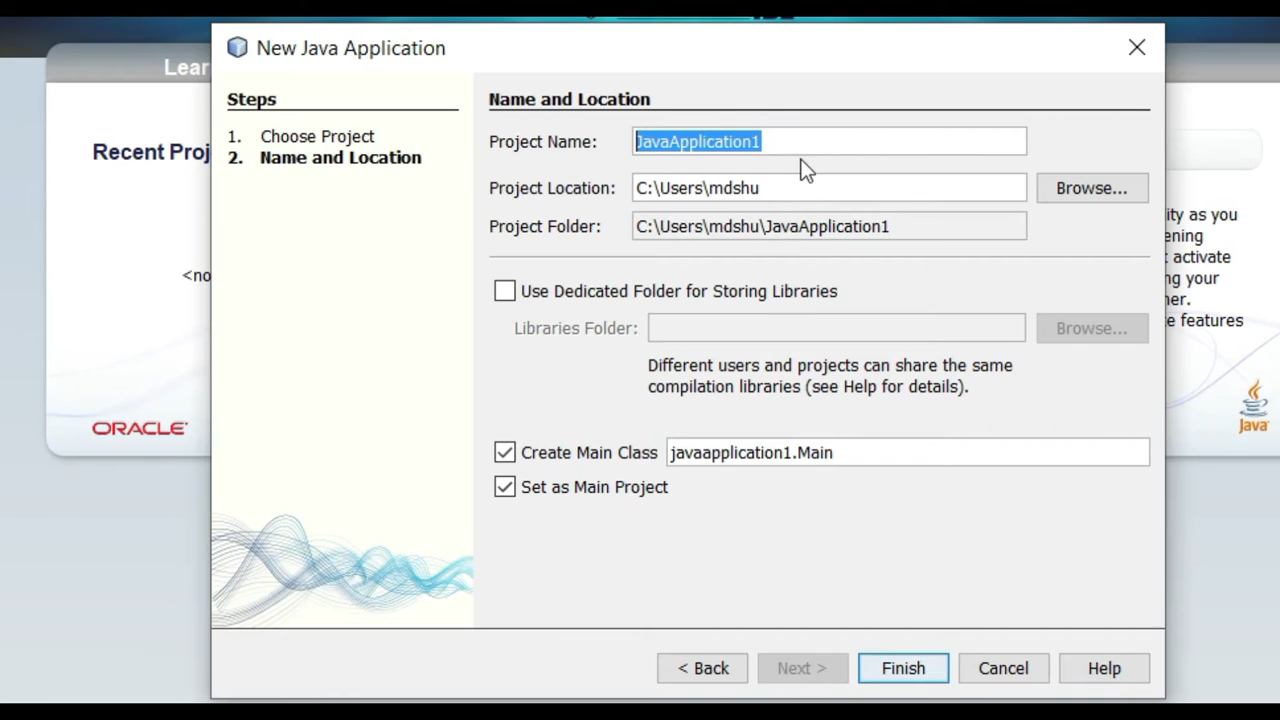 New Java Application
Steps
1. Choose Project
2. Name and Location
Name and Location
Project Name: JavaApplication1
Project Location: C:\Users\mdshu Browse...
Project Folder: C:\Users\mdshu\JavaApplication1
Use Dedicated Folder for Storing Libraries
Libraries Folder: Browse...
Different users and projects can share the same
compilation libraries (see Help for details).
Create Main Class javaapplication1.Main
Set as Main Project
< Back Next > Finish Cancel Help
Lear
Recent Proj
<no
ORACLE
ity as you
ening
activate
ng your
ner.
e features
Java